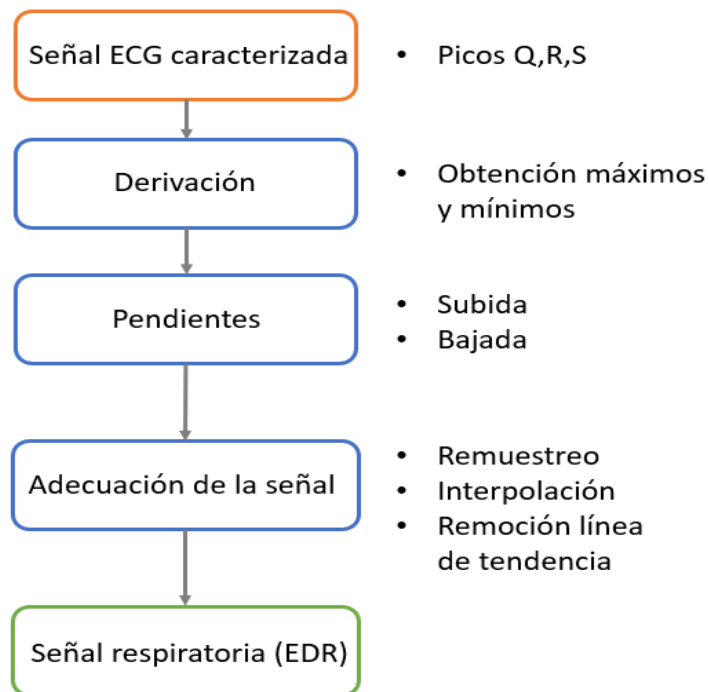 Señal ECG caracterizada
• Picos Q,R,S
Derivación
• Obtención máximos
y mínimos
Pendientes
• Subida
• Bajada
Adecuación de la señal
• Remuestreo
• Interpolación
• Remoción línea
de tendencia
Señal respiratoria (EDR)